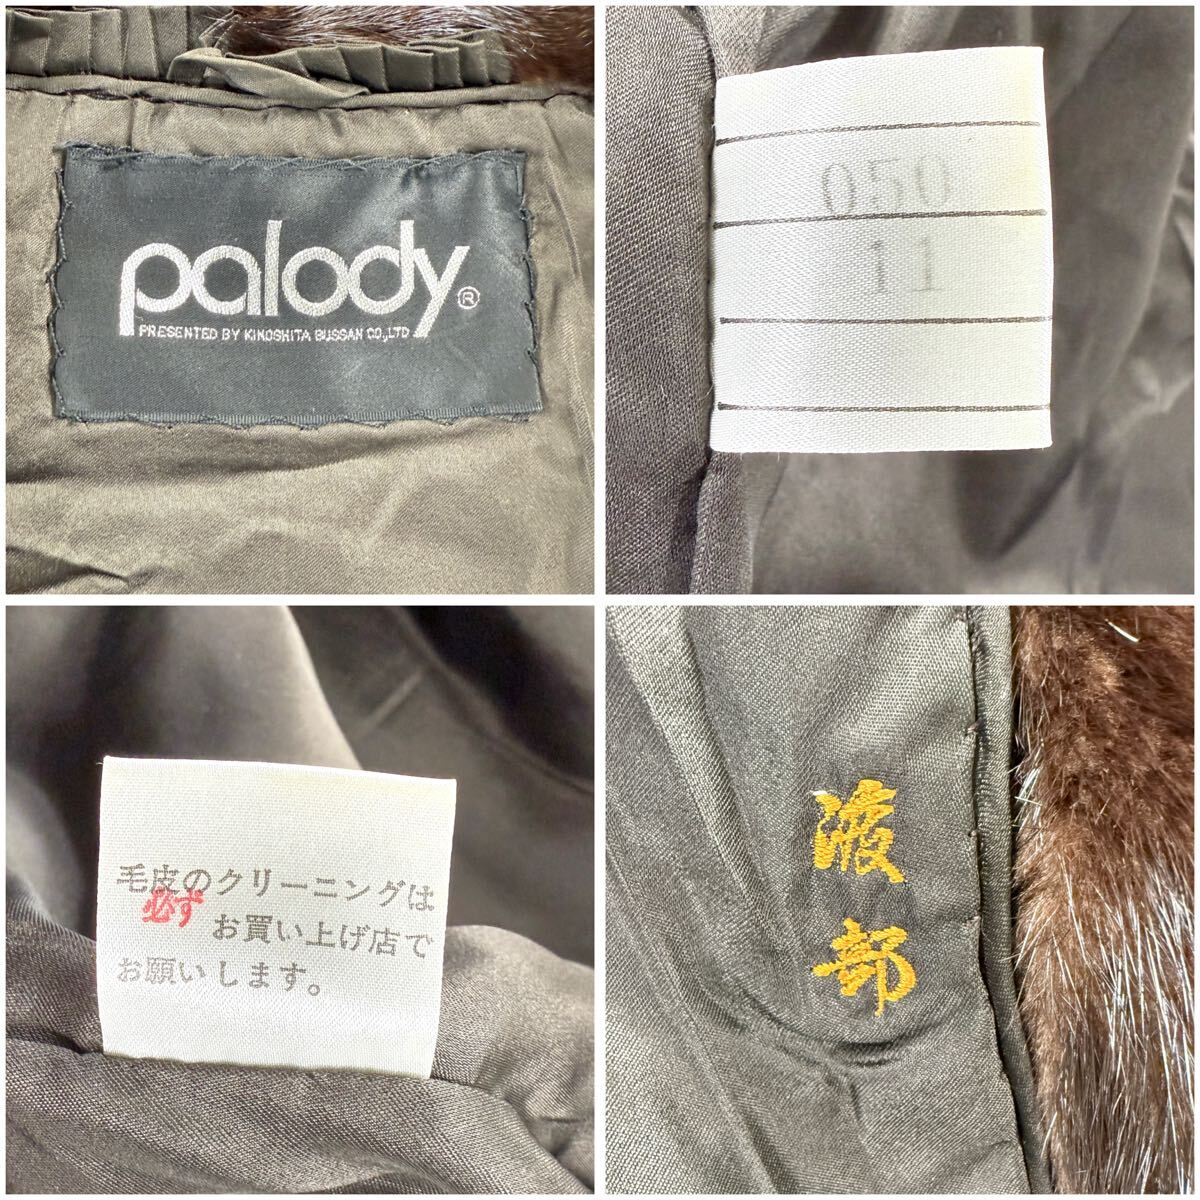 palody®
PRESENTED BY KINOSHITA BUSSAN CO.,LTD
050
11
毛皮のクリーニングは
必ず お買い上げ店で
お願いします。
渡
部